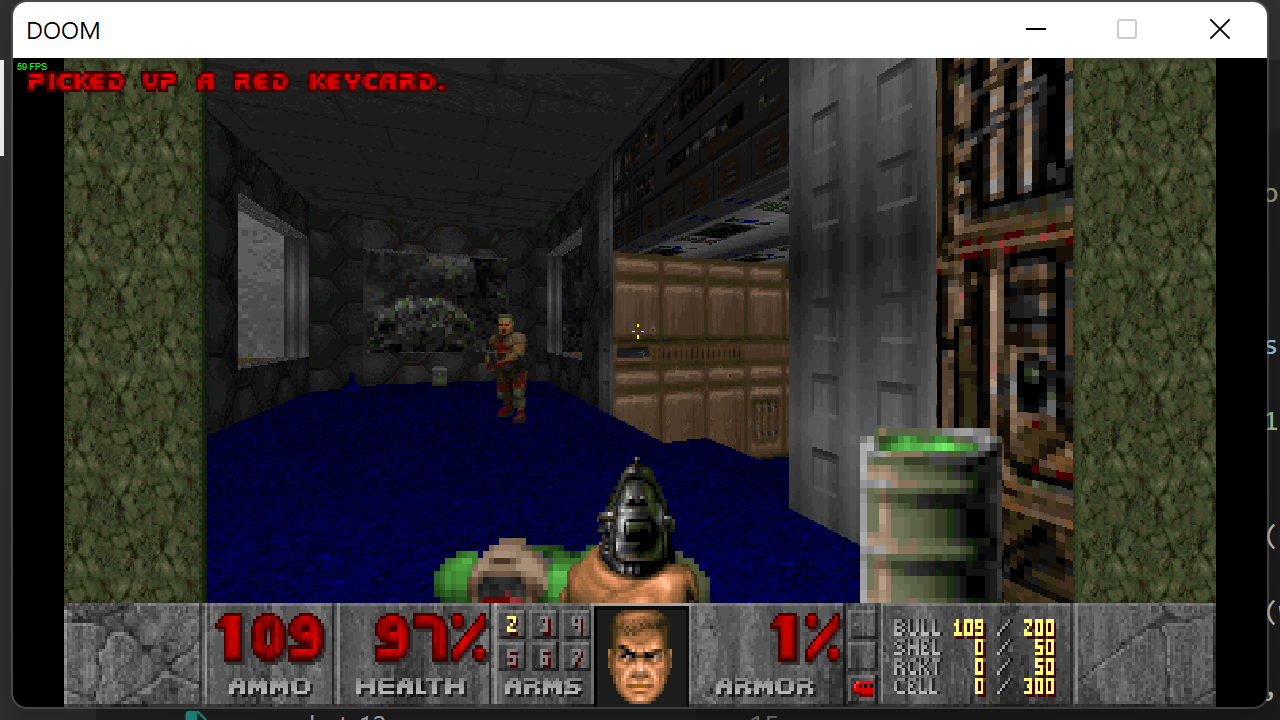 DOOM
59 FPS
PICKED UP A RED KEYCARD.
109 97% 2 3 4 1% BULL 109 / 200
5 6 7 SHEL 0 / 50
RCKT 0 / 50
AMMO HEALTH ARMS ARMOR CELL 0 / 300